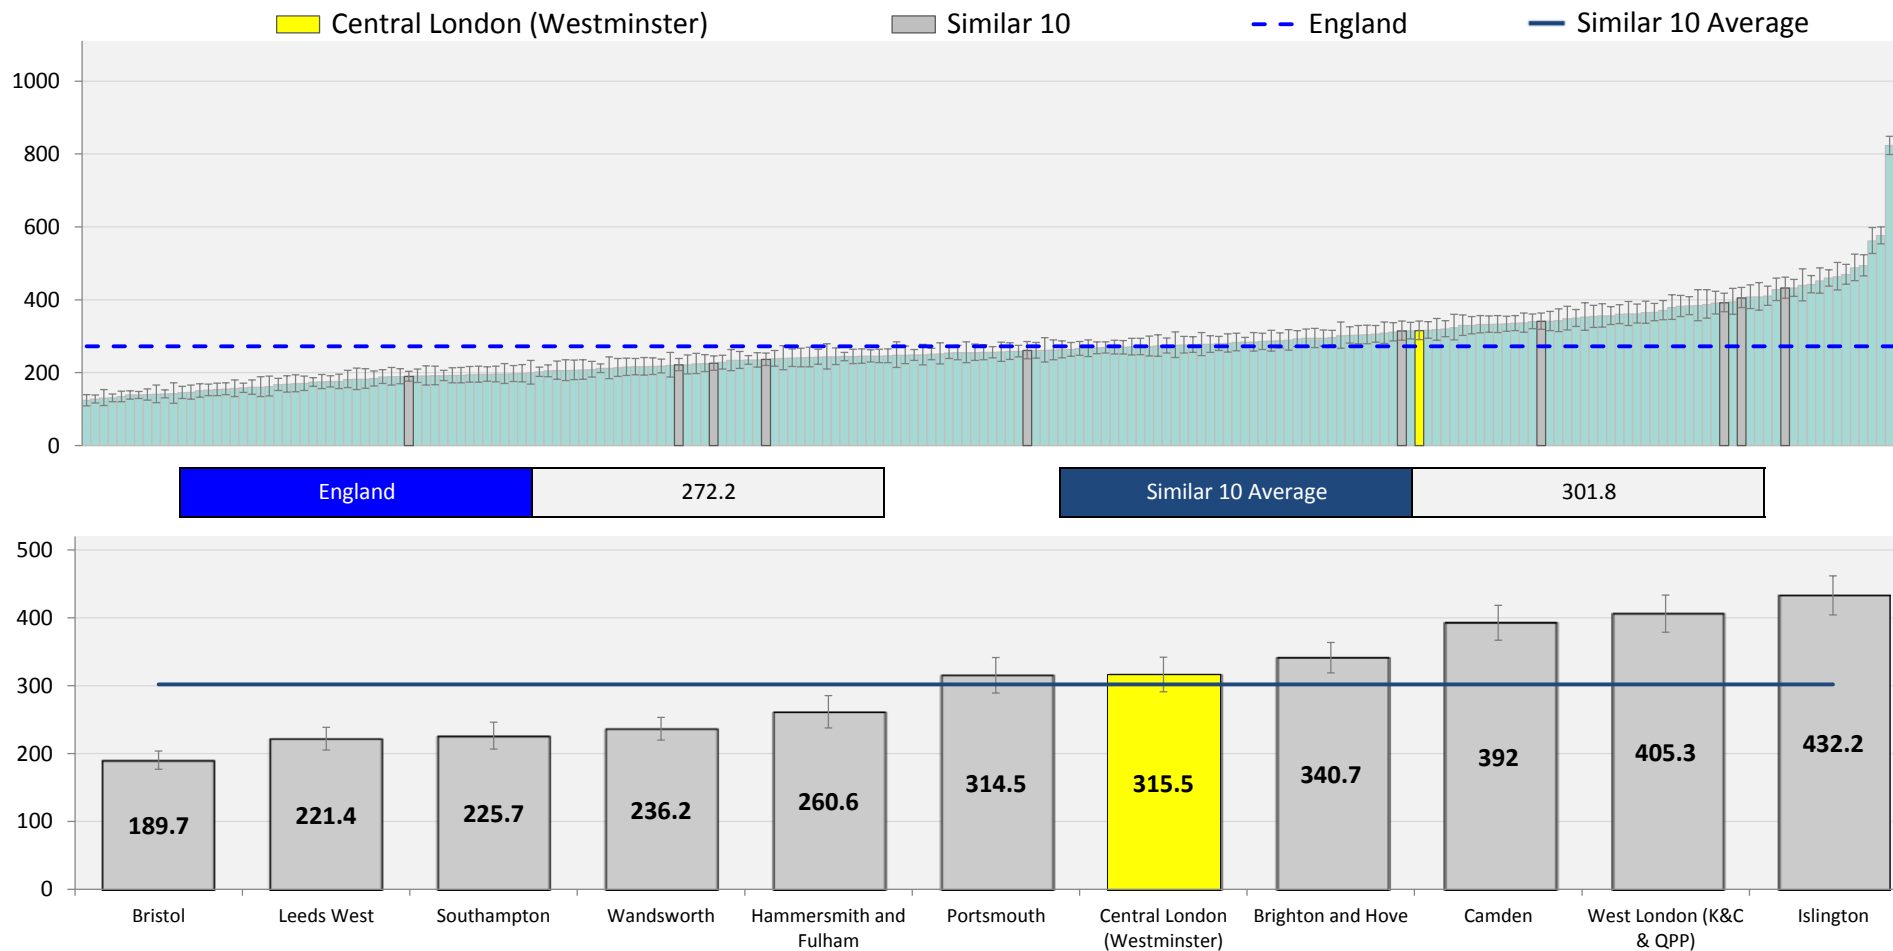 Central London (Westminster) Similar 10 England Similar 10 Average
1000
800
600
400
200
0
England 272.2 Similar 10 Average 301.8
500
400
300
200
100
0
189.7 221.4 225.7 236.2 260.6 314.5 315.5 340.7 392 405.3 432.2
Bristol Leeds West Southampton Wandsworth Hammersmith and Portsmouth Central London Brighton and Hove Camden West London (K&C Islington
Fulham (Westminster) & QPP)